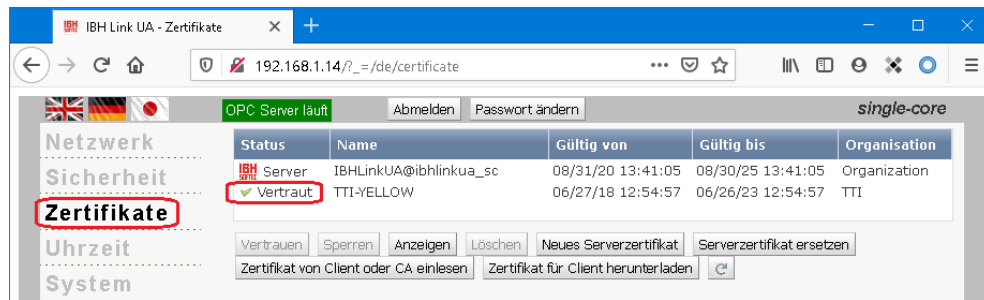 IBH Link UA - Zertifikate
192.168.1.14/?_=/de/certificate
OPC Server läuft Abmelden Passwort ändern single-core
Netzwerk
Sicherheit
Zertifikate
Uhrzeit
System
Status Name Gültig von Gültig bis Organisation
IBH SOFTEC Server IBHLinkUA@ibhlinkua_sc 08/31/20 13:41:05 08/30/25 13:41:05 Organization
Vertraut TTI-YELLOW 06/27/18 12:54:57 06/26/23 12:54:57 TTI
Vertrauen Sperren Anzeigen Löschen Neues Serverzertifikat Serverzertifikat ersetzen
Zertifikat von Client oder CA einlesen Zertifikat für Client herunterladen